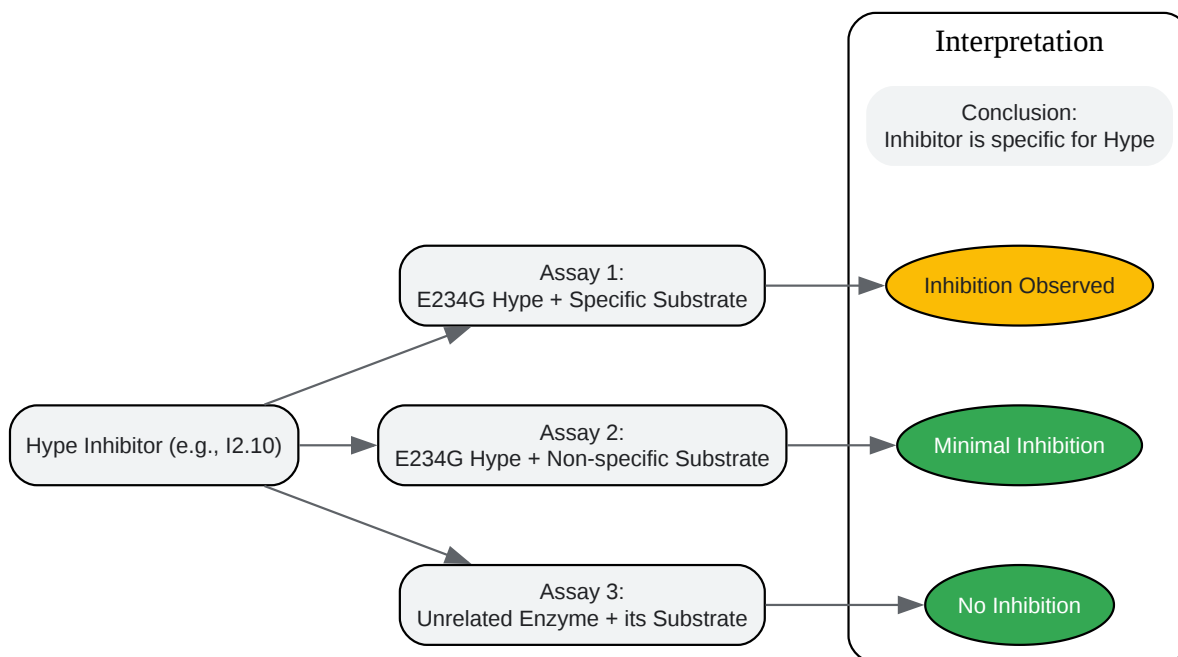 Interpretation
Conclusion:
Inhibitor is specific for Hype
Assay 1:
E234G Hype + Specific Substrate
Inhibition Observed
Hype Inhibitor (e.g., I2.10)
Assay 2:
E234G Hype + Non-specific Substrate
Minimal Inhibition
Assay 3:
Unrelated Enzyme + its Substrate
No Inhibition